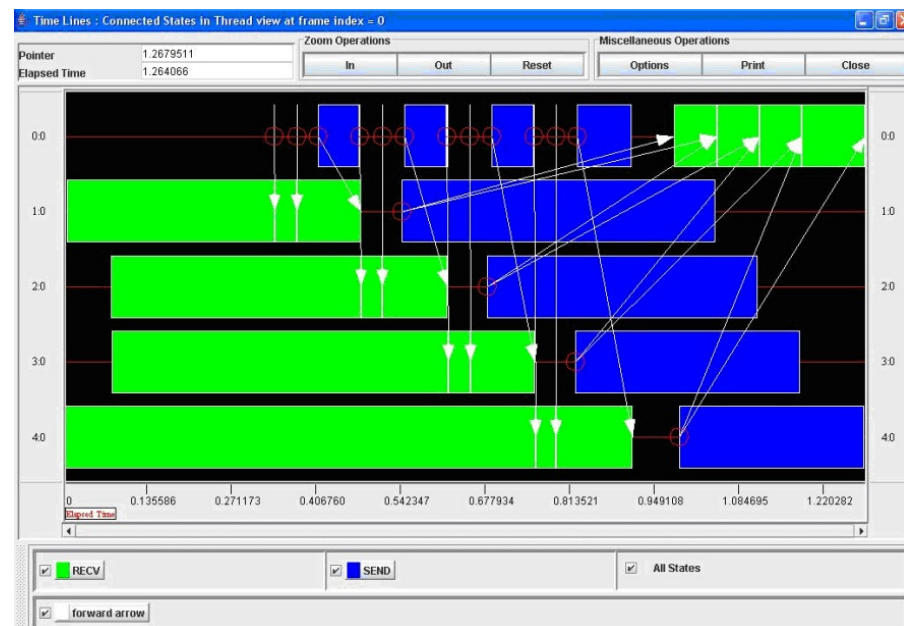 Time Lines : Connected States in Thread view at frame index = 0
Zoom Operations
Miscellaneous Operations
Pointer 1.2679511
Elapsed Time 1.264066
In Out Reset Options Print Close
0:0 0:0
1:0 1:0
2:0 2:0
3:0 3:0
4:0 4:0
0 0.135586 0.271173 0.406760 0.542347 0.677934 0.813521 0.949108 1.084695 1.220282
Elapsed Time
RECV SEND All States
forward arrow